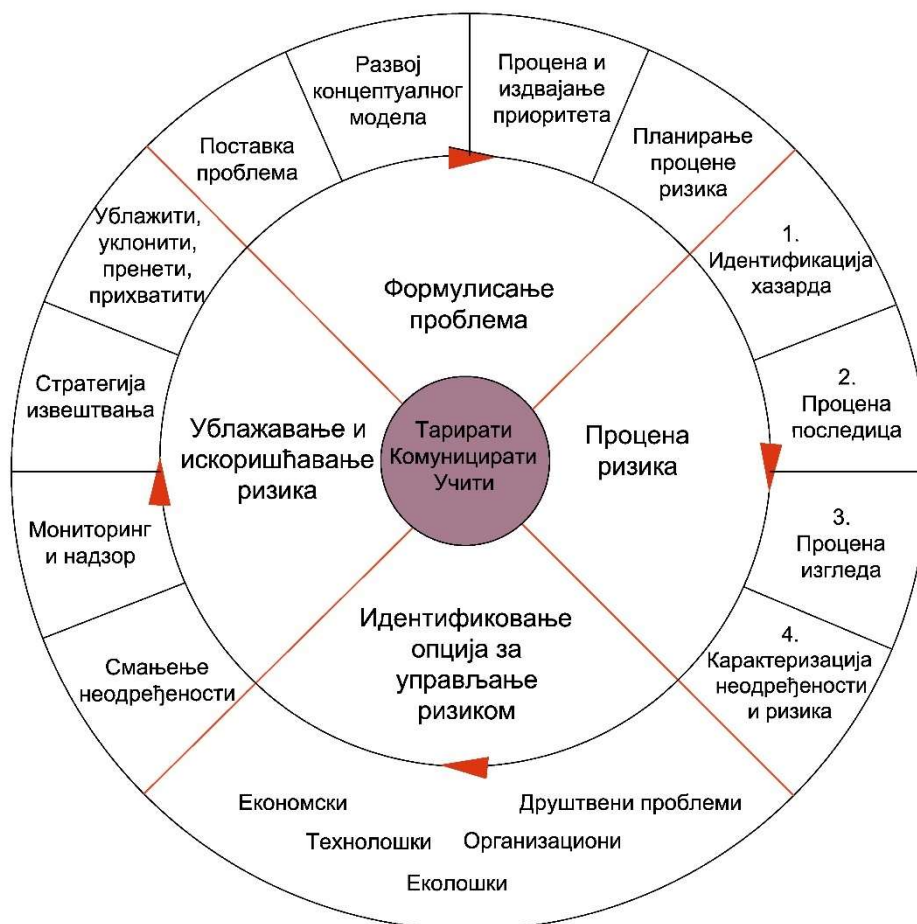 Развој
концептуалног
модела
Процена и
издвајање
приоритета
Поставка
проблема
Планирање
процене
ризика
Ублажити,
уклонити,
пренети,
прихватити
1.
Идентификација
хазарда
Формулисање
проблема
Стратегија
извештвања
2.
Процена
последица
Ублажавање и
искоришћавање
ризика
Тарирати
Комуницирати
Учити
Процена
ризика
Мониторинг
и надзор
3.
Процена
изгледа
Идентификовање
опција за
управљање
ризиком
Смањење
неодређености
4.
Карактеризација
неодређености
и ризика
Економски
Друштвени проблеми
Технолошки
Организациони
Еколошки